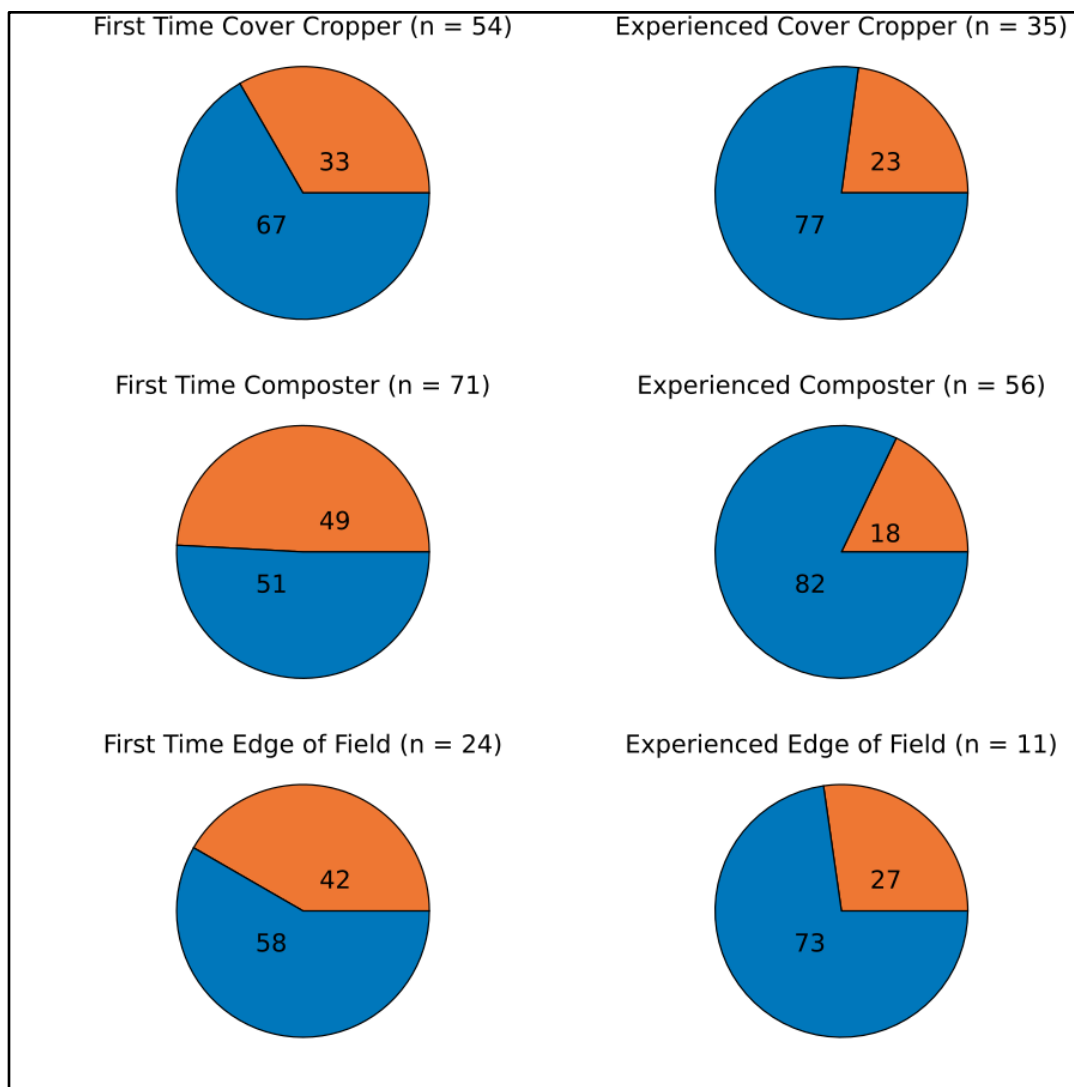 First Time Cover Cropper (n = 54)
Experienced Cover Cropper (n = 35)
33
67
23
77
First Time Composter (n = 71)
Experienced Composter (n = 56)
49
51
18
82
First Time Edge of Field (n = 24)
Experienced Edge of Field (n = 11)
42
58
27
73